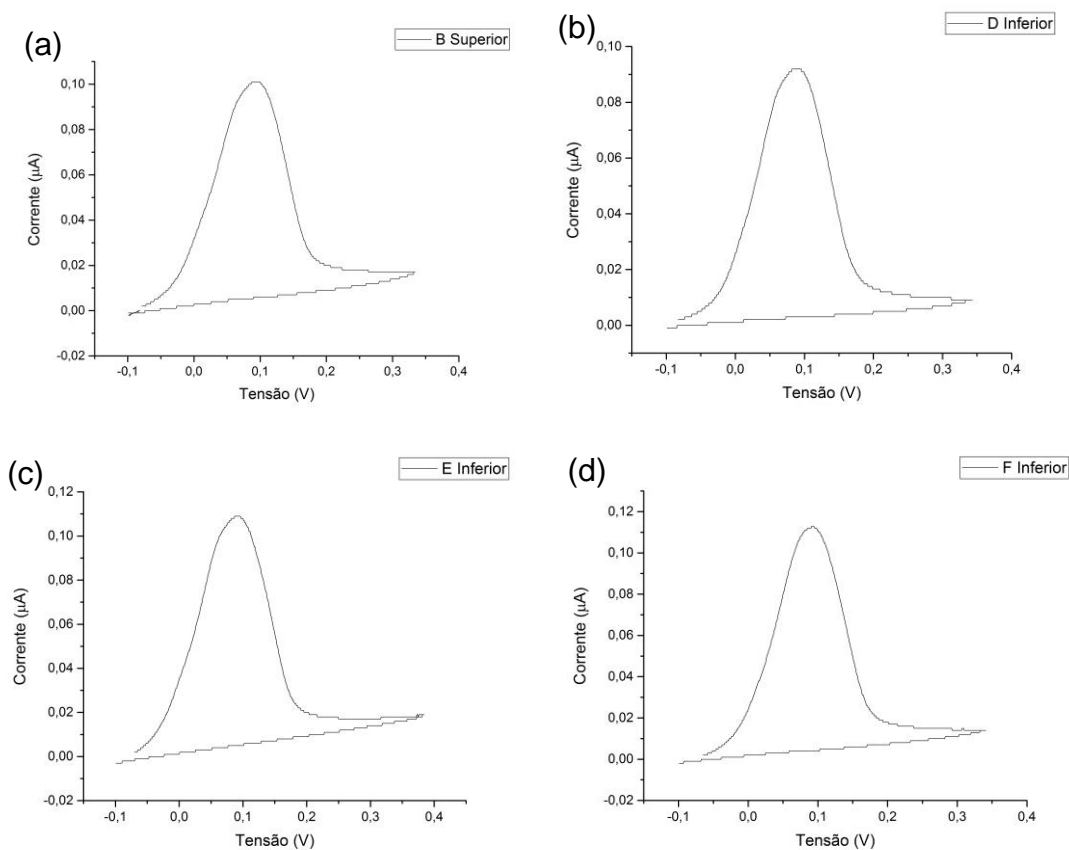 (a)
B Superior
Corrente (μA)
0,10
0,08
0,06
0,04
0,02
0,00
-0,02
-0,1 0,0 0,1 0,2 0,3 0,4
Tensão (V)
(b)
D Inferior
Corrente (μA)
0,10
0,08
0,06
0,04
0,02
0,00
-0,1 0,0 0,1 0,2 0,3 0,4
Tensão (V)
(c)
E Inferior
Corrente (μA)
0,12
0,10
0,08
0,06
0,04
0,02
0,00
-0,02
-0,1 0,0 0,1 0,2 0,3 0,4
Tensão (V)
(d)
F Inferior
Corrente (μA)
0,12
0,10
0,08
0,06
0,04
0,02
0,00
-0,02
-0,1 0,0 0,1 0,2 0,3 0,4
Tensão (V)